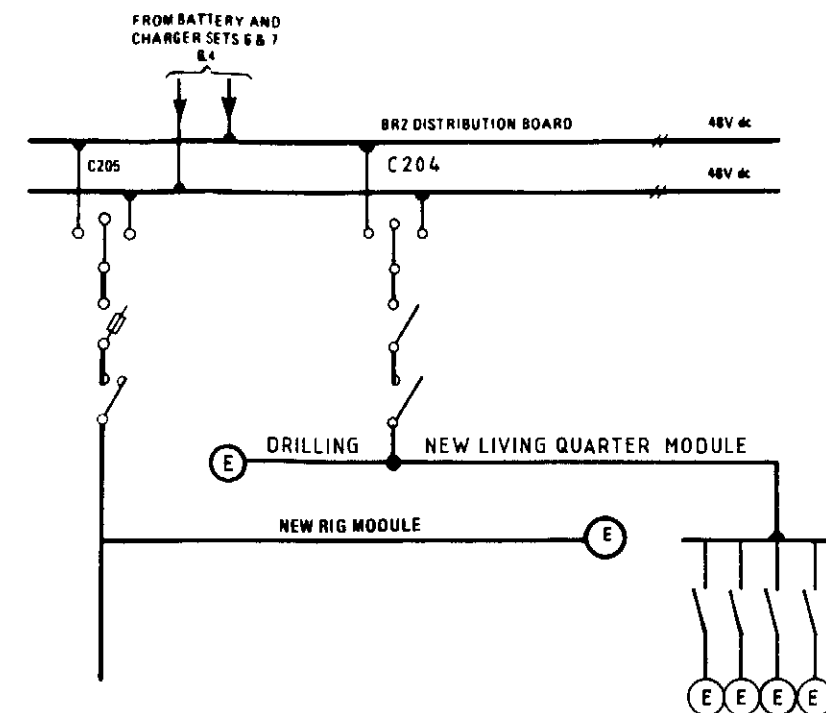 FROM BATTERY AND
CHARGER SETS 6 & 7
& 4
BRZ DISTRIBUTION BOARD
48V dc
C205
C204
48V dc
DRILLING
NEW LIVING QUARTER MODULE
E
NEW RIG MODULE
E
E
E
E
E